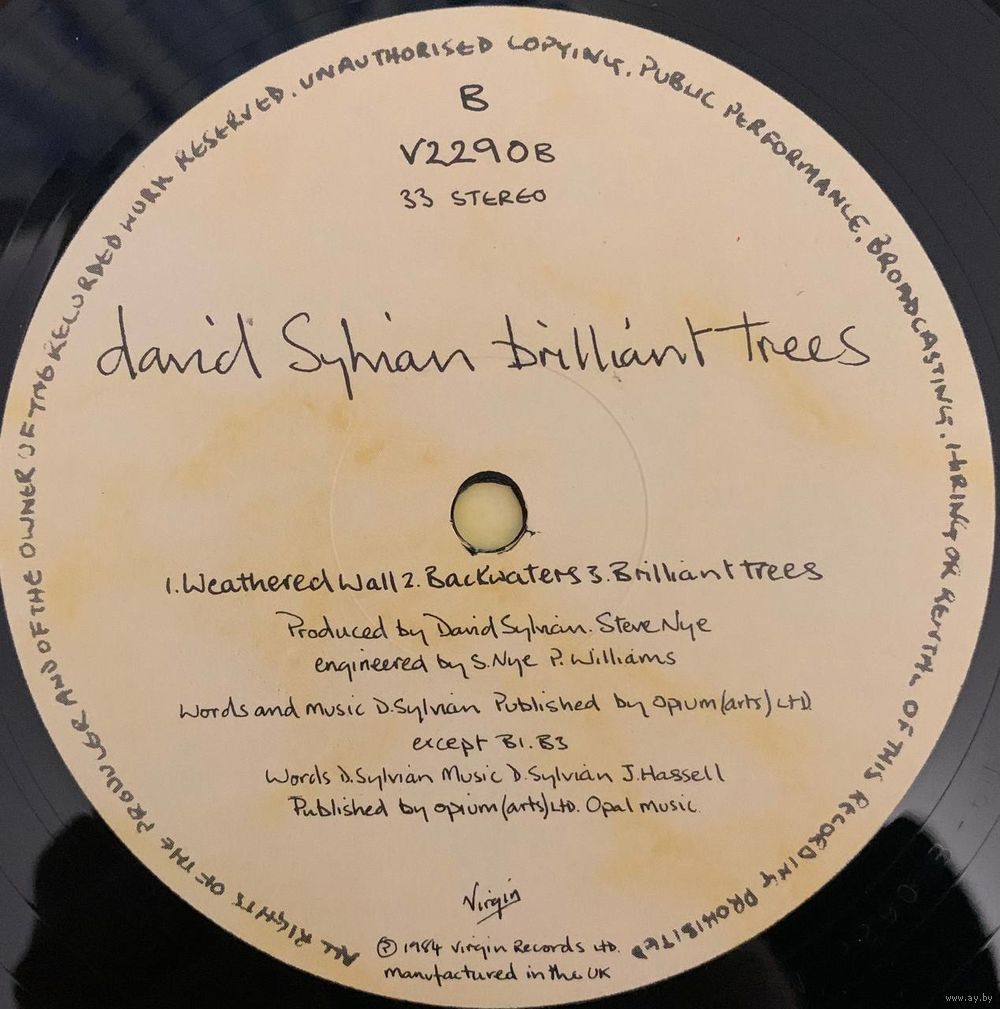 B
V2290B
33 STEREO
david Sylvian brilliant trees
1. Weathered Wall 2. Backwaters 3. Brilliant trees
Produced by David Sylvian. Steve Nye
engineered by S. Nye P. Williams
Words and music D. Sylvian Published by opium (arts) LTD
except B1. B3
Words D. Sylvian Music D. Sylvian J. Hassell
Published by opium (arts) LTD. Opal music.
Virgin
Ⓟ 1984 Virgin Records LTD.
manufactured in the UK
ALL RIGHTS OF THE PRODUCER AND OF THE OWNER OF THE RECORDED WORK RESERVED. UNAUTHORISED COPYING. PUBLIC PERFORMANCE. BROADCASTING. HIRING OR RENTAL OF THIS RECORDING PROHIBITED
www.ay.by